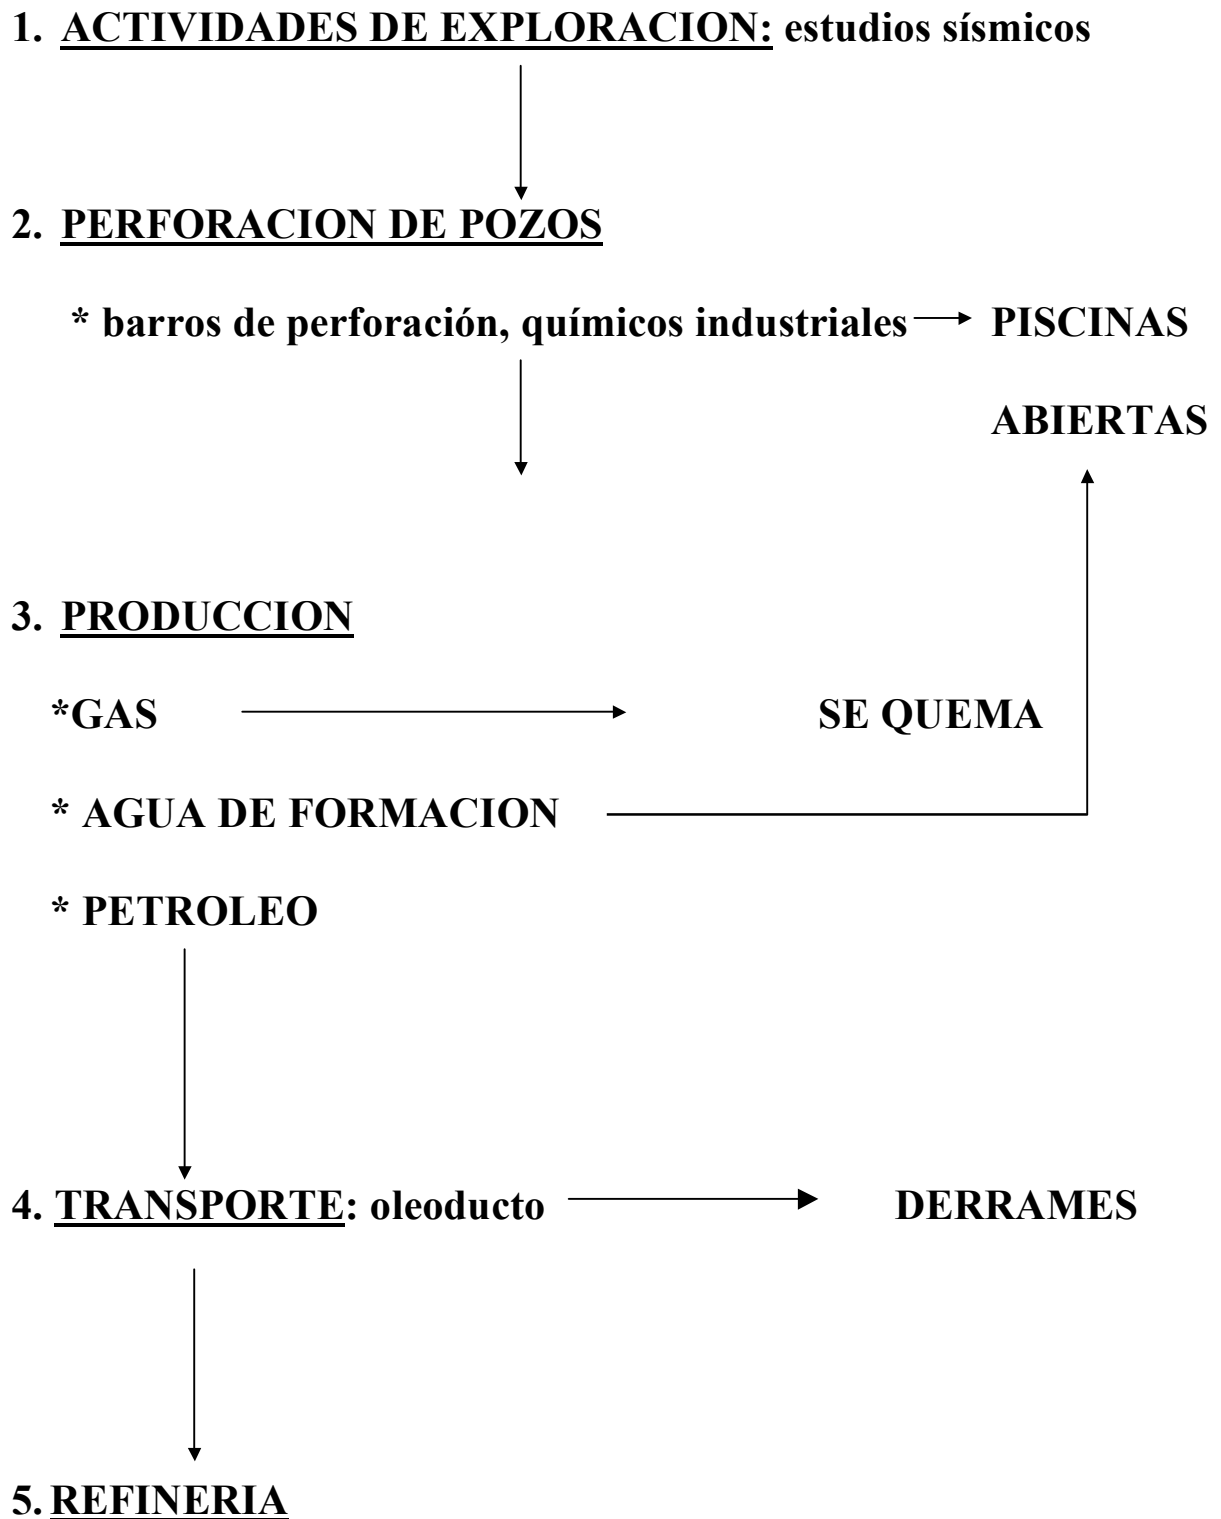 1. ACTIVIDADES DE EXPLORACION: estudios sísmicos
2. PERFORACION DE POZOS
* barros de perforación, químicos industriales PISCINAS
ABIERTAS
3. PRODUCCION
*GAS SE QUEMA
* AGUA DE FORMACION
* PETROLEO
4. TRANSPORTE: oleoducto DERRAMES
5. REFINERIA